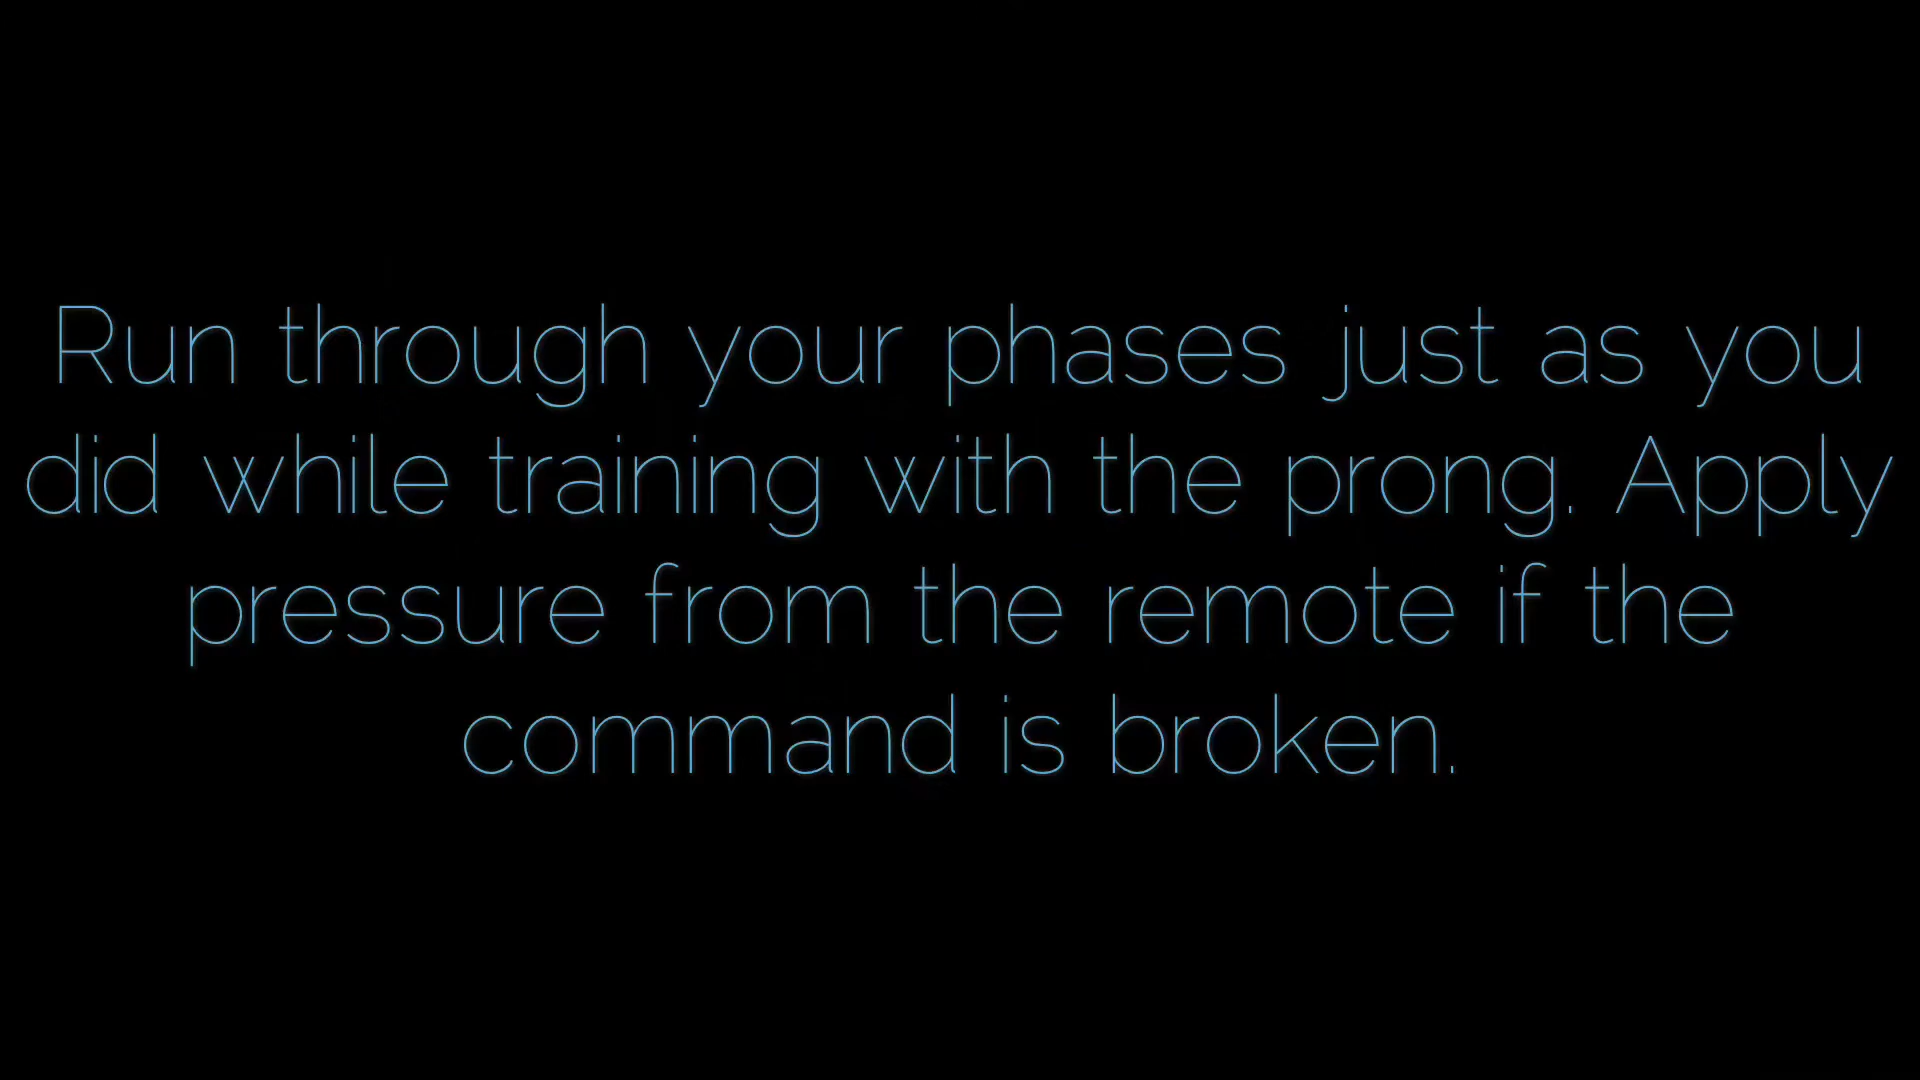 Run through your phases just as you
did while training with the prong. Apply
pressure from the remote if the
command is broken.